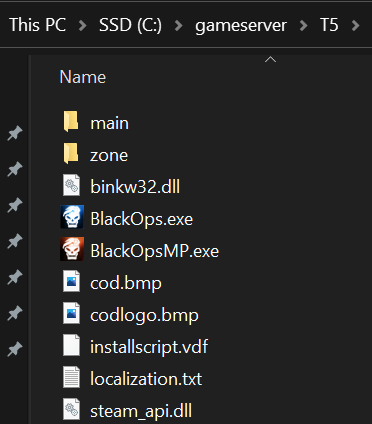 This PC > SSD (C:) > gameserver > T5 >
Name
main
zone
binkw32.dll
BlackOps.exe
BlackOpsMP.exe
cod.bmp
codlogo.bmp
installscript.vdf
localization.txt
steam_api.dll